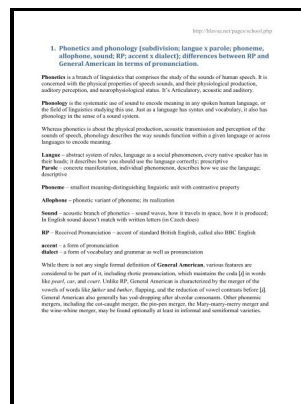 http://hlavsa.net/pages/school.php
1. Phonetics and phonology (subdivision; langue x parole; phoneme,
allophone, sound; RP; accent x dialect); differences between RP and
General American in terms of pronunciation.
Phonetics is a branch of linguistics that comprises the study of the sounds of human speech. It is
concerned with the physical properties of speech sounds, and their physiological production,
auditory perception, and neurophysiological status. It's Articulatory, acoustic and auditory.
Phonology is the systematic use of sound to encode meaning in any spoken human language, or
the field of linguistics studying this use. Just as a language has syntax and vocabulary, it also has
phonology in the sense of a sound system.
Whereas phonetics is about the physical production, acoustic transmission and perception of the
sounds of speech, phonology describes the way sounds function within a given language or across
languages to encode meaning.
Langue – abstract system of rules, language as a social phenomenon, every native speaker has in
their heads; it describes how you should use the language correctly; proscriptive
Parole – concrete manifestation, individual phenomenon, describes how we use the language;
descriptive
Phoneme – smallest meaning-distinguishing linguistic unit with contrastive property
Allophone – phonetic variant of phoneme; its realization
Sound – acoustic branch of phonetics – sound waves, how it travels in space, how it is produced;
In English sound doesn't match with written letters (in Czech does)
RP – Received Pronunciation – accent of standard British English, called also BBC English
accent – a form of pronunciation
dialect – a form of vocabulary and grammar as well as pronunciation
While there is not any single formal definition of General American, various features are
considered to be part of it, including rhotic pronunciation, which maintains the coda [ɹ] in words
like pearl, car, and court. Unlike RP, General American is characterized by the merger of the
vowels of words like father and bother, flapping, and the reduction of vowel contrasts before [ɹ].
General American also generally has yod-dropping after alveolar consonants. Other phonemic
mergers, including the cot-caught merger, the pin-pen merger, the Mary-marry-merry merger and
the wine-whine merger, may be found optionally at least in informal and semiformal varieties.